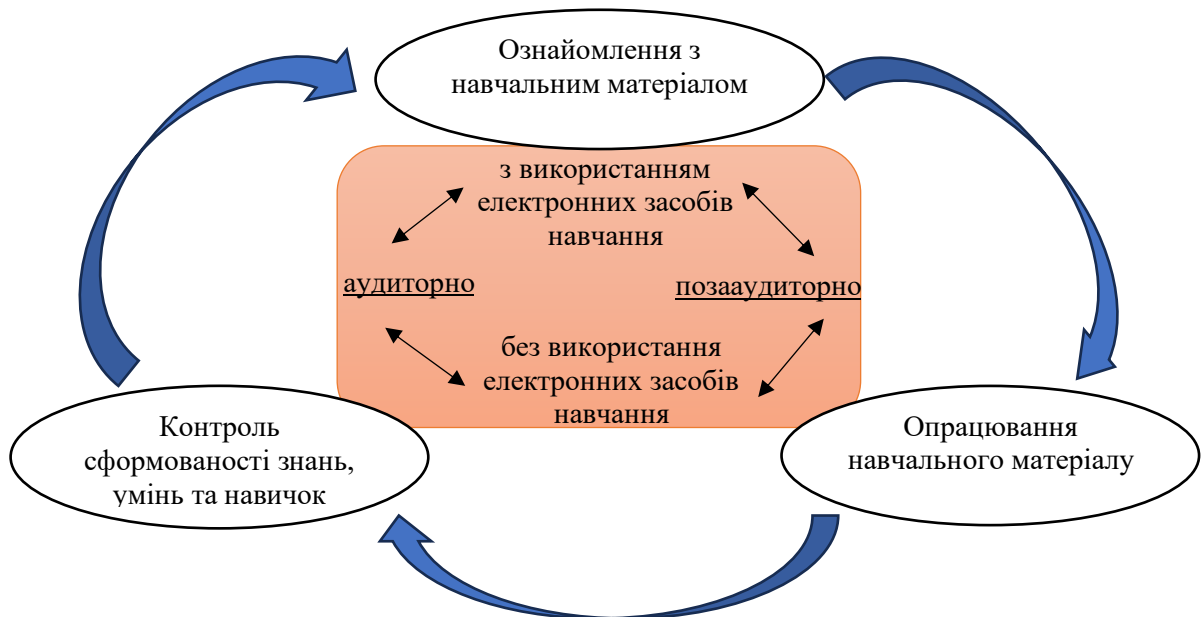 Ознайомлення з
навчальним матеріалом
з використанням
електронних засобів
навчання
аудиторно
позааудиторно
без використання
електронних засобів
навчання
Контроль
сформованості знань,
умінь та навичок
Опрацювання
навчального матеріалу